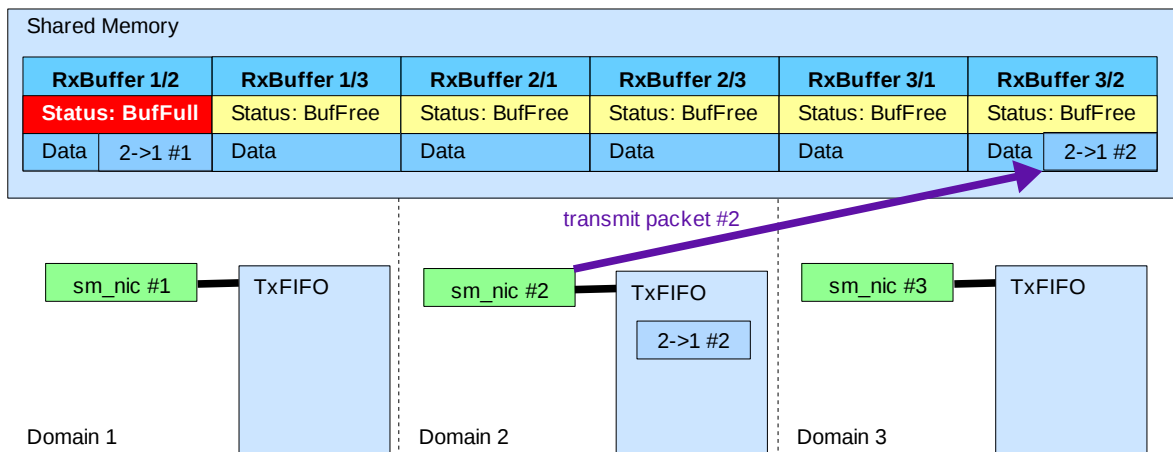 Shared Memory
RxBuffer 1/2 RxBuffer 1/3 RxBuffer 2/1 RxBuffer 2/3 RxBuffer 3/1 RxBuffer 3/2
Status: BufFull Status: BufFree Status: BufFree Status: BufFree Status: BufFree Status: BufFree
Data 2->1 #1 Data Data Data Data Data 2->1 #2
transmit packet #2
sm_nic #1 TxFIFO sm_nic #2 TxFIFO sm_nic #3 TxFIFO
2->1 #2
Domain 1 Domain 2 Domain 3